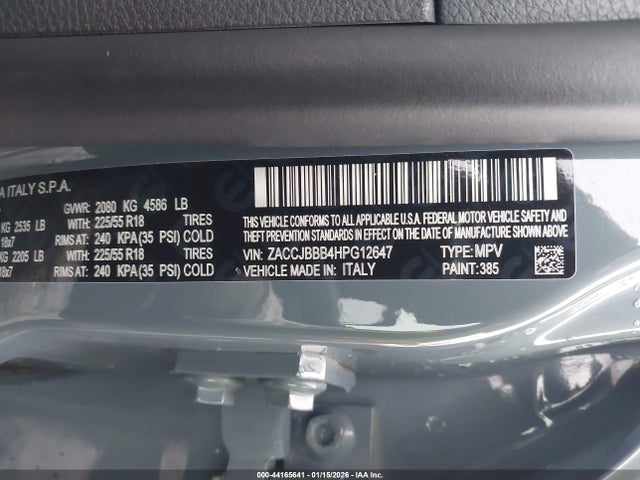 A ITALY S.P.A.
GVWR: 2080 KG 4586 LB
KG 2535 LB WITH: 225/55 R18 TIRES
18x7 RIMS AT: 240 KPA(35 PSI) COLD
KG 2205 LB WITH: 225/55 R18 TIRES
18x7 RIMS AT: 240 KPA(35 PSI) COLD
THIS VEHICLE CONFORMS TO ALL APPLICABLE U.S.A. FEDERAL MOTOR VEHICLE SAFETY, BUMPER, AND
THEFT PREVENTION STANDARDS IN EFFECT ON THE DATE OF MANUFACTURE SHOWN ABOVE.
VIN: ZACCJBBB4HPG12647 TYPE: MPV
VEHICLE MADE IN: ITALY PAINT: 385
000-44165641 - 01/15/2026 - IAA Inc.